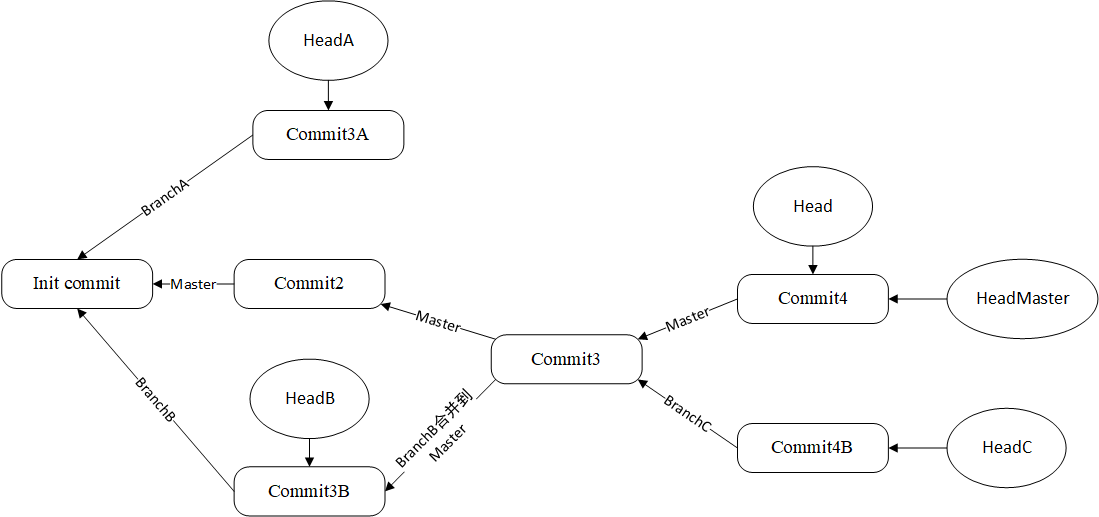 HeadA
Commit3A
BranchA
Head
Init commit
Master
Commit2
Master
Master
Commit4
HeadMaster
Commit3
BranchB
HeadB
BranchB合并到
Master
BranchC
Commit4B
HeadC
Commit3B